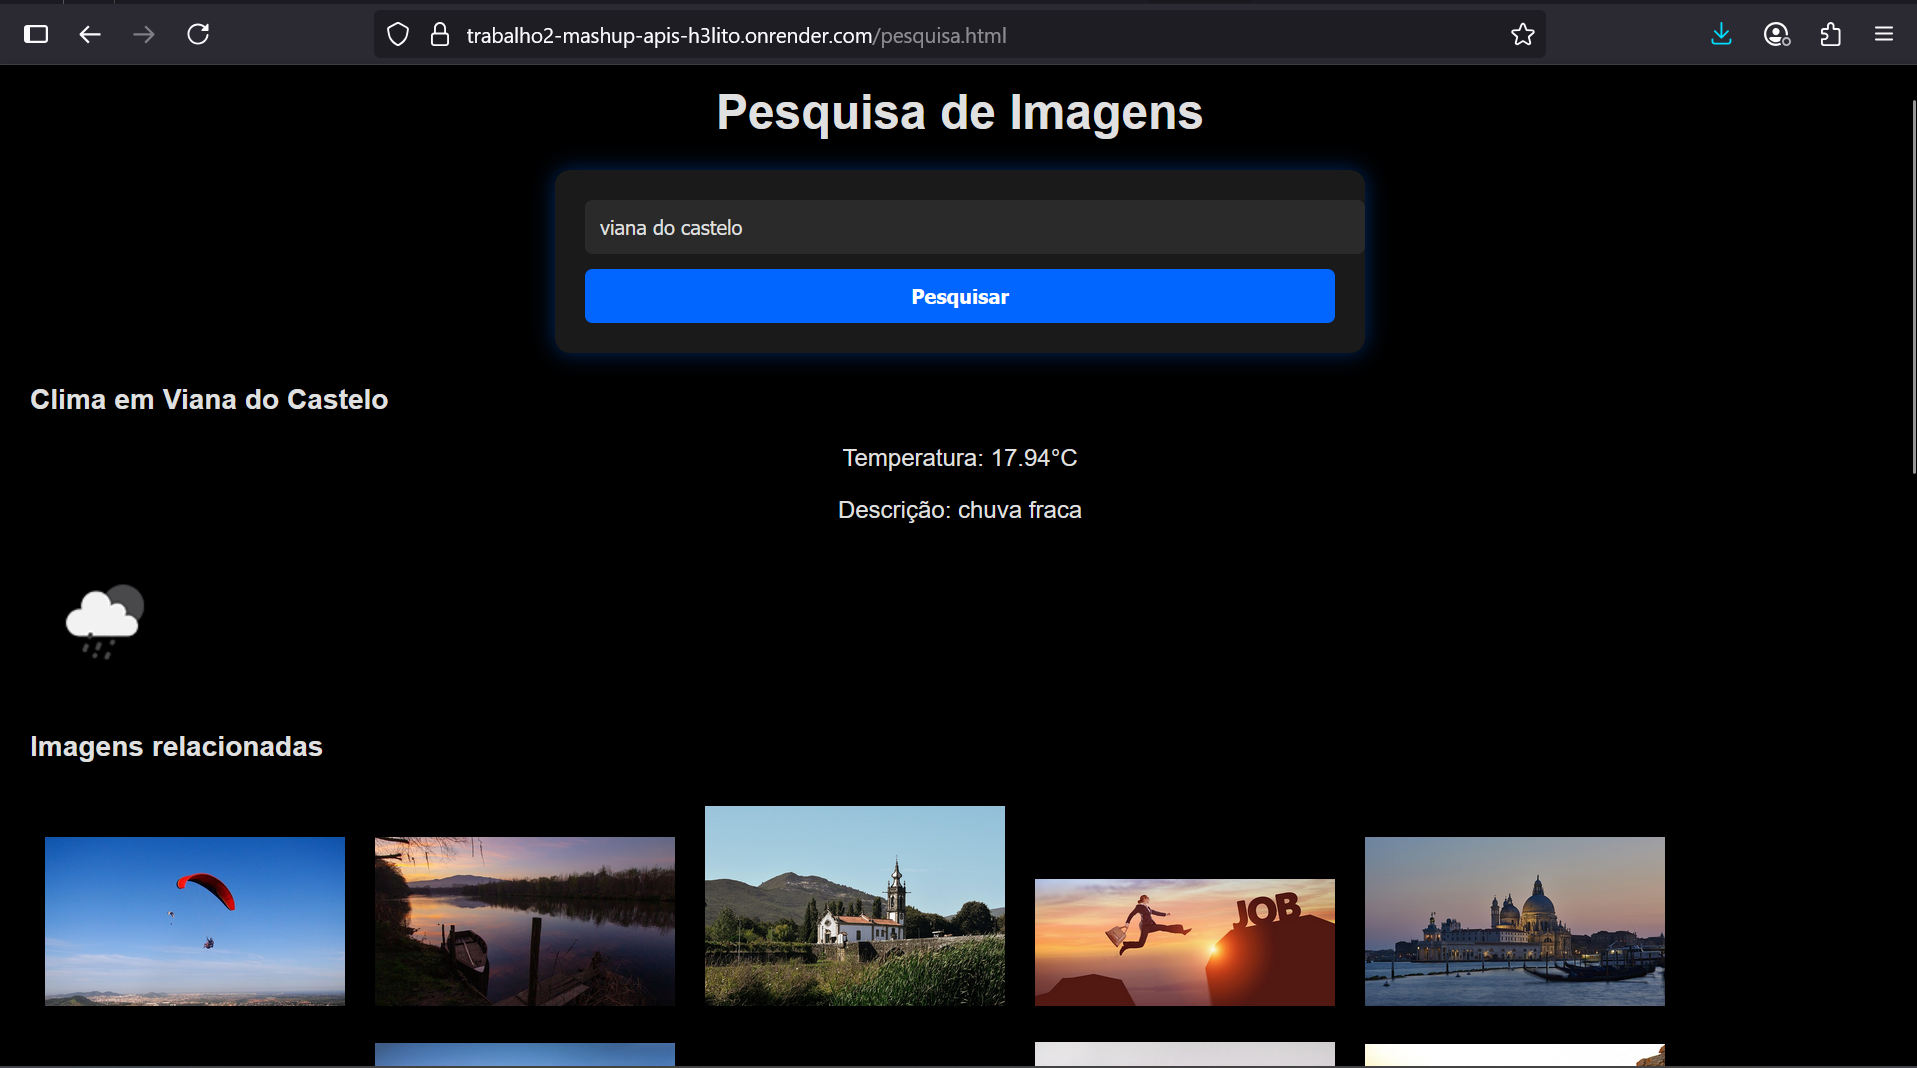 trabalho2-mashup-apis-h3lito.onrender.com/pesquisa.html
Pesquisa de Imagens
viana do castelo
Pesquisar
Clima em Viana do Castelo
Temperatura: 17.94°C
Descrição: chuva fraca
Imagens relacionadas
JOB